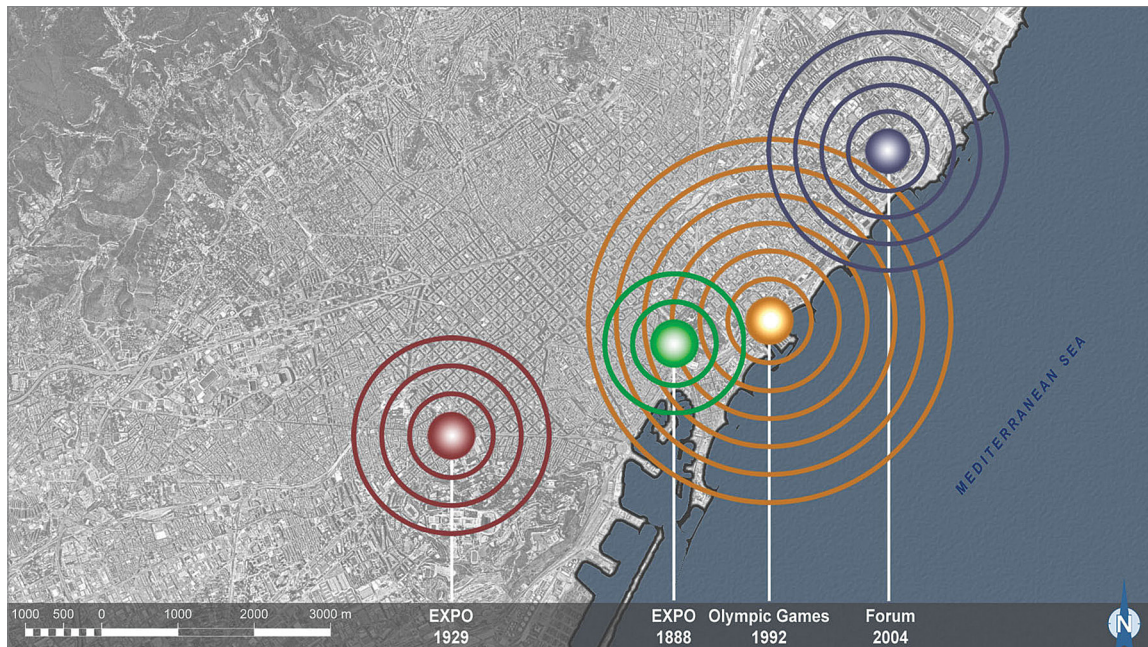 MEDITERRANEAN SEA
1000 500 0 1000 2000 3000 m
EXPO
1929
EXPO
1888
Olympic Games
1992
Forum
2004
N